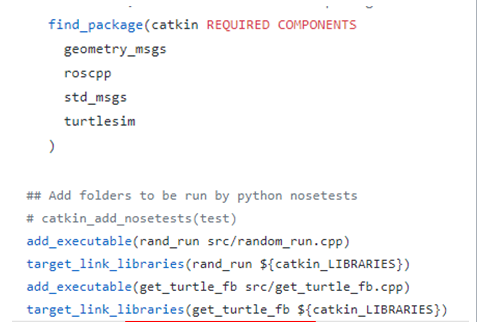 find_package(catkin REQUIRED COMPONENTS
geometry_msgs
roscpp
std_msgs
turtlesim
)
## Add folders to be run by python nosetests
# catkin_add_nosetests(test)
add_executable(rand_run src/random_run.cpp)
target_link_libraries(rand_run ${catkin_LIBRARIES})
add_executable(get_turtle_fb src/get_turtle_fb.cpp)
target_link_libraries(get_turtle_fb ${catkin_LIBRARIES})